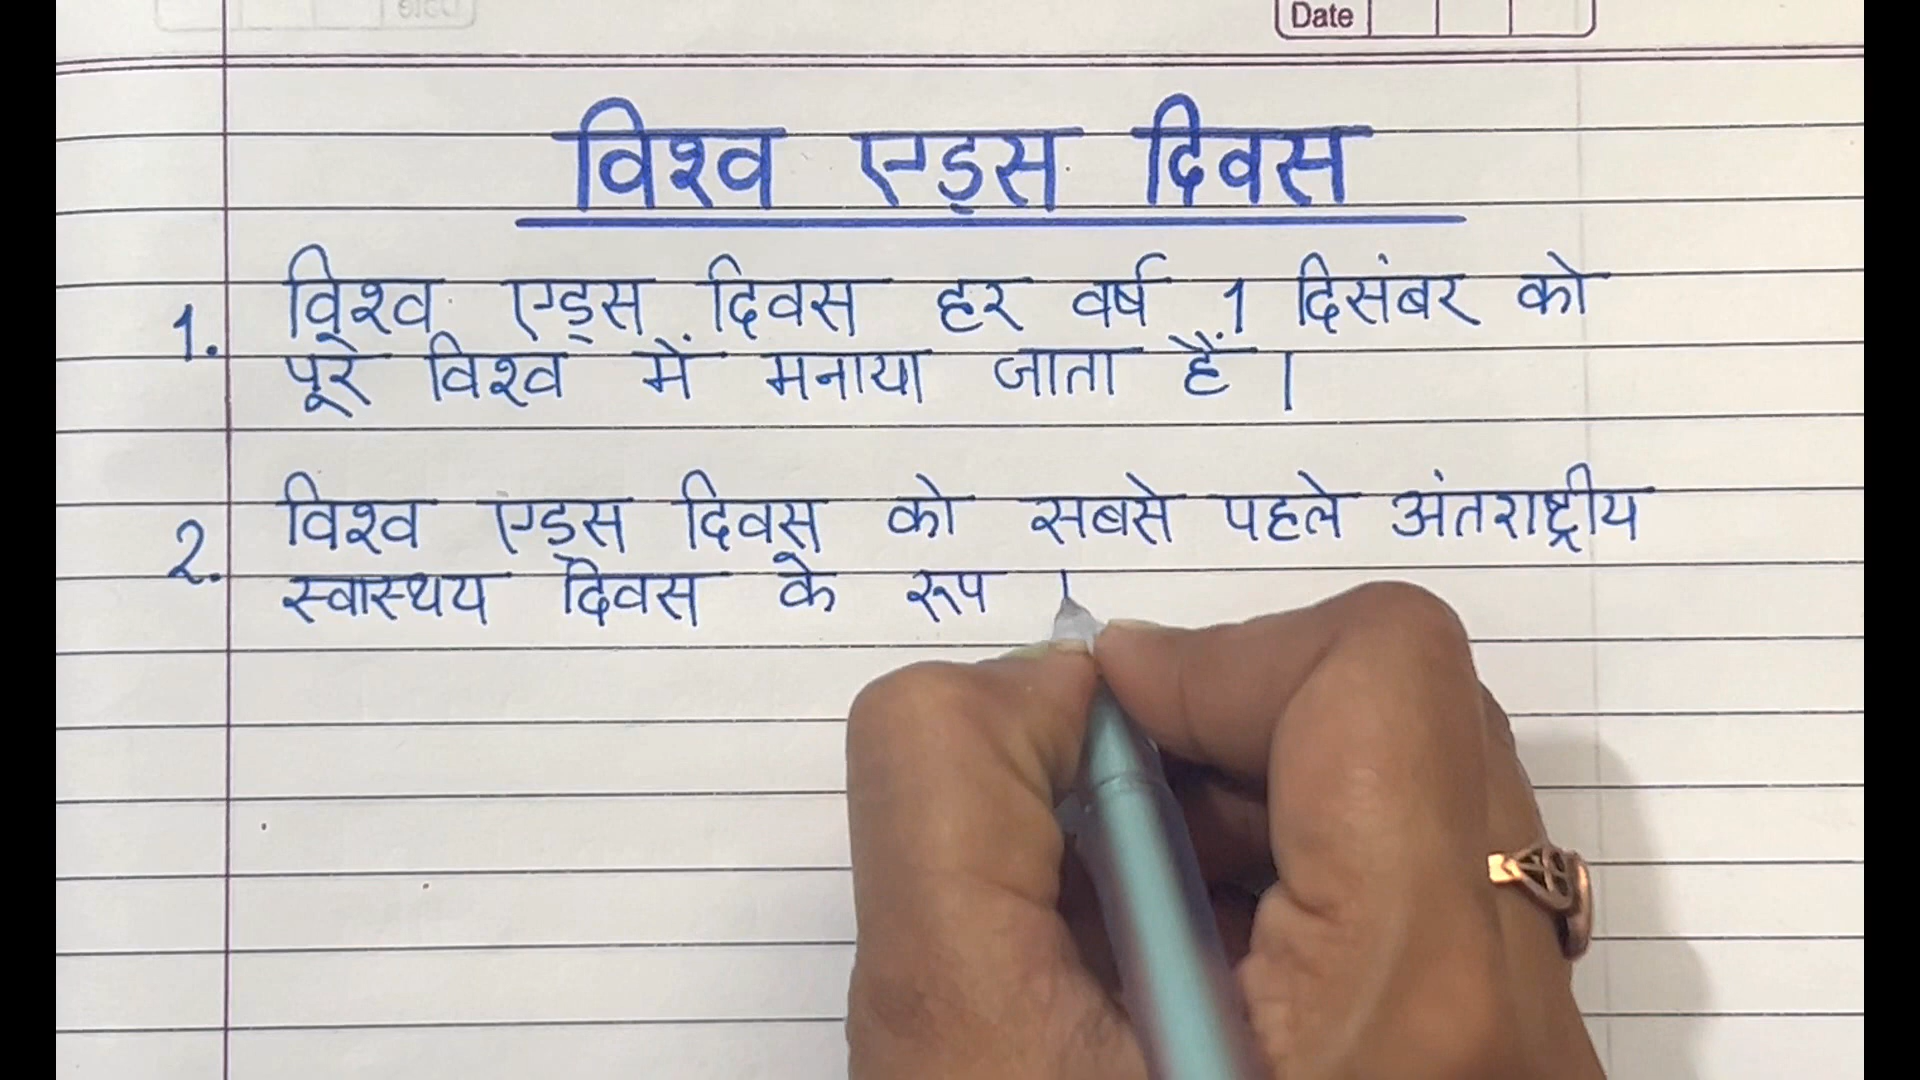 Date
विश्व एड्स दिवस
1. विश्व एड्स दिवस हर वर्ष 1 दिसंबर को
पूरे विश्व में मनाया जाता हैं।
2. विश्व एड्स दिवस को सबसे पहले अंतराष्ट्रीय
स्वास्थय दिवस के रूप